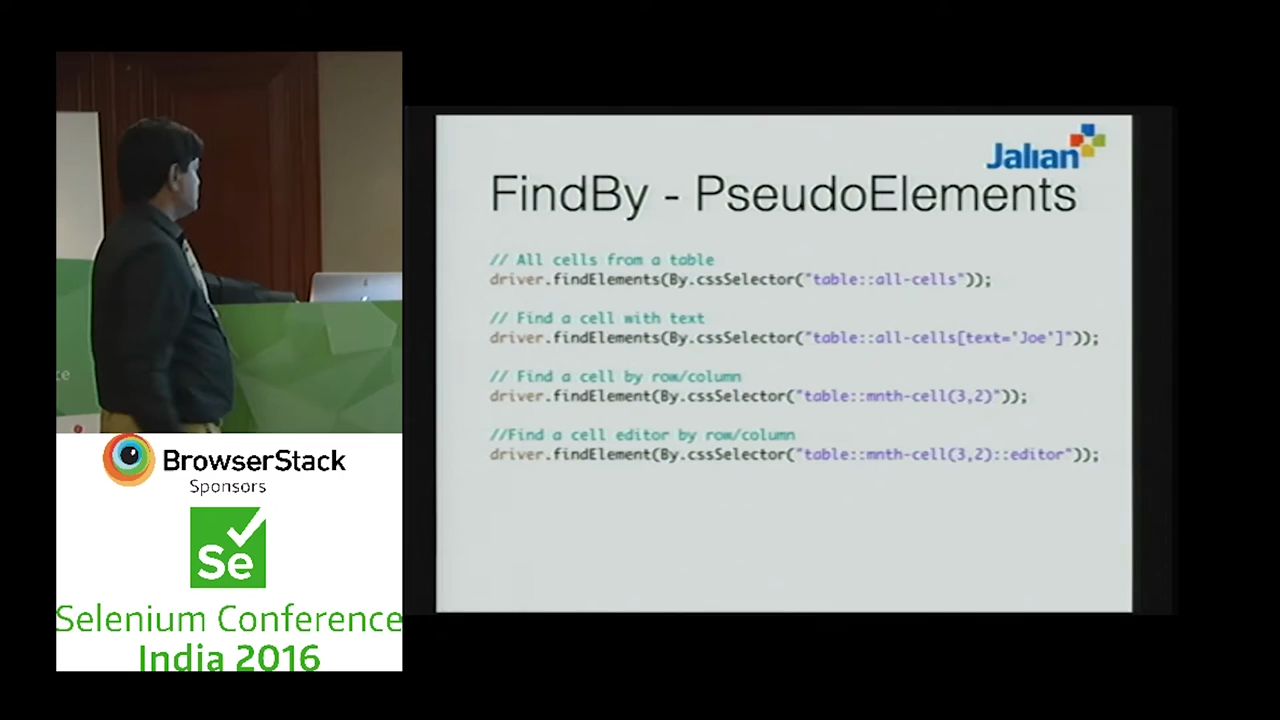 Jalian
FindBy - PseudoElements
// All cells from a table
driver.findElements(By.cssSelector("table::all-cells"));
// Find a cell with text
driver.findElements(By.cssSelector("table::all-cells[text='Joe']"));
// Find a cell by row/column
driver.findElement(By.cssSelector("table::mnth-cell(3,2)"));
//Find a cell editor by row/column
driver.findElement(By.cssSelector("table::mnth-cell(3,2)::editor"));
BrowserStack
Sponsors
Se
Selenium Conference
India 2016